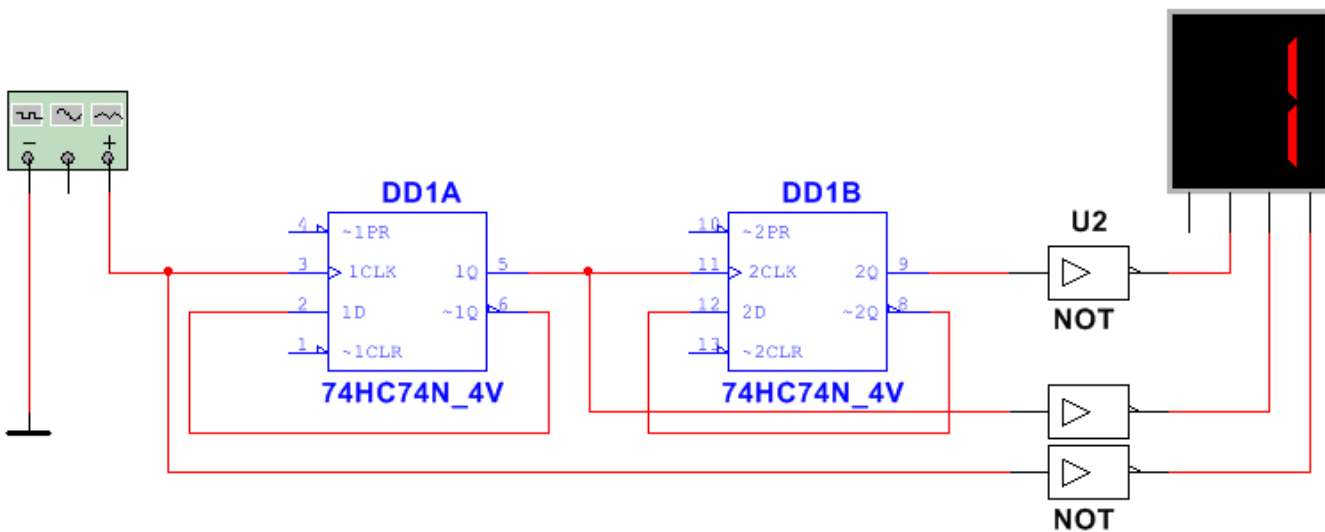 − +
DD1A
DD1B
U2
4 ~1PR
3 1CLK 1Q 5
2 1D ~1Q 6
1 ~1CLR
74HC74N_4V
10 ~2PR
11 2CLK 2Q 9
12 2D ~2Q 8
13 ~2CLR
74HC74N_4V
NOT
NOT
1